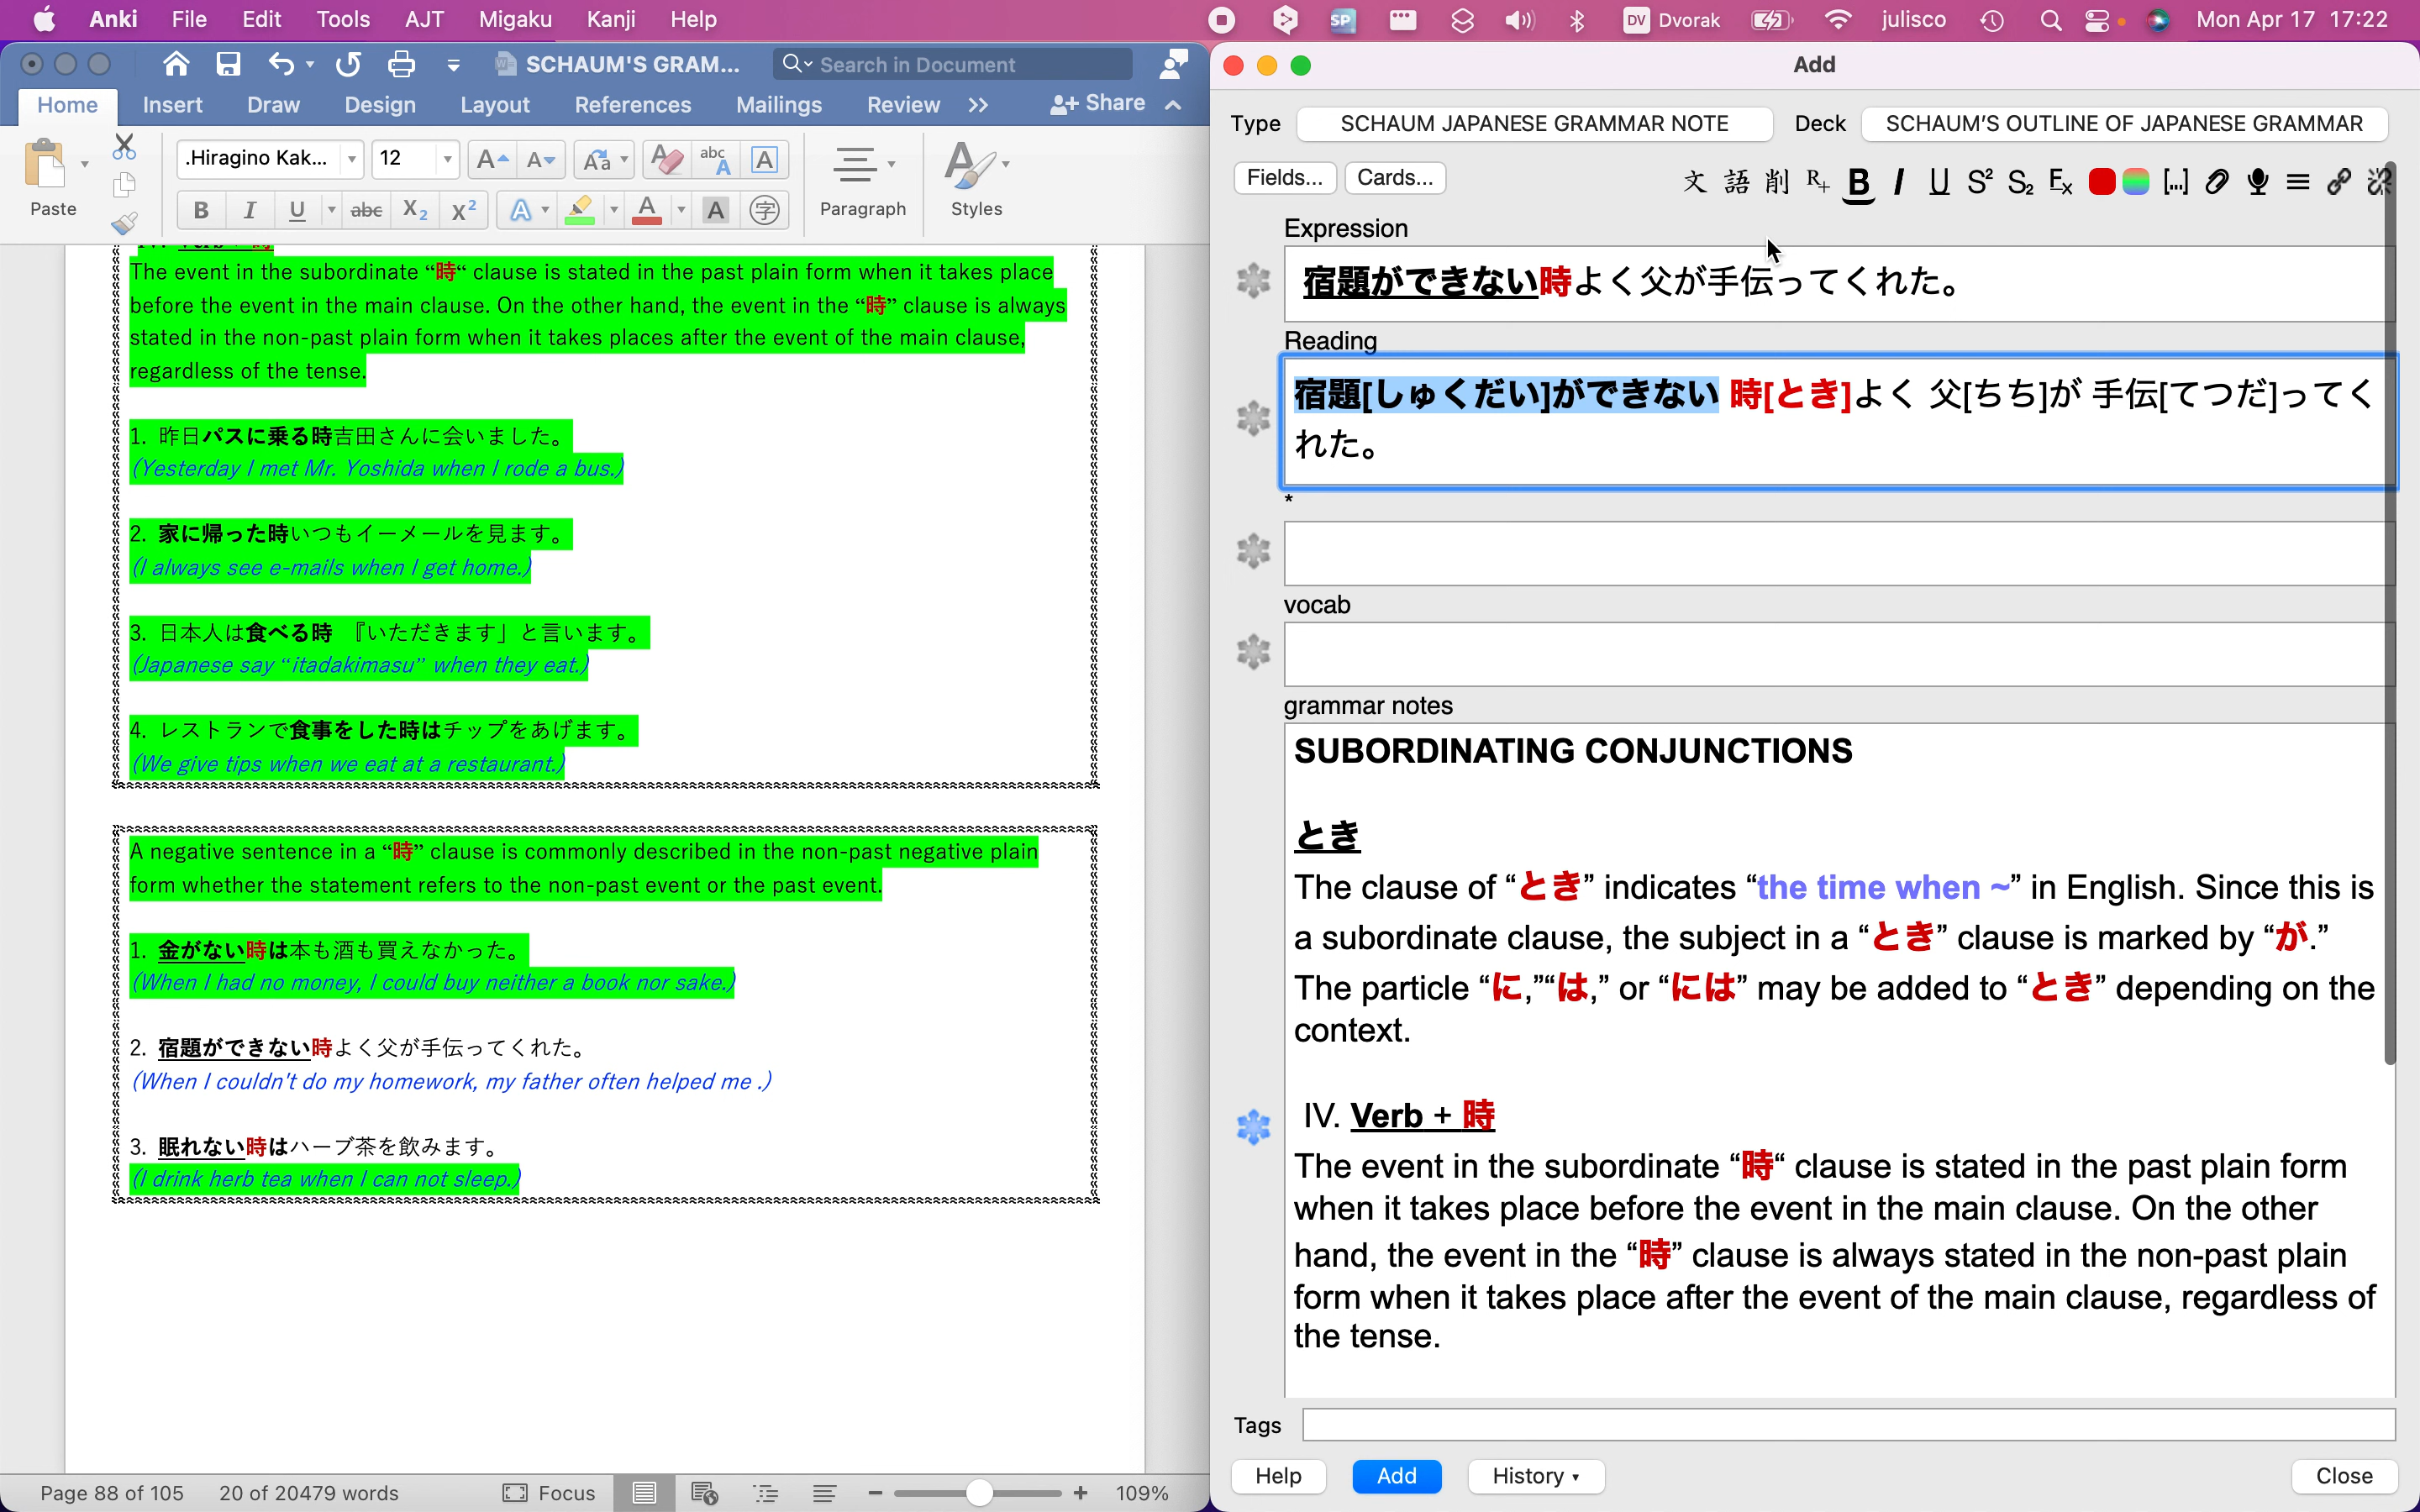 Anki File Edit Tools AJT Migaku Kanji Help
SP
DV Dvorak
julisco
Mon Apr 17 17:22
SCHAUM'S GRAM...
Search in Document
Home Insert Draw Design Layout References Mailings Review >> Share
Paste
.Hiragino Kak...
12
Paragraph
Styles
The event in the subordinate “時“ clause is stated in the past plain form when it takes place
before the event in the main clause. On the other hand, the event in the “時” clause is always
stated in the non-past plain form when it takes places after the event of the main clause,
regardless of the tense.
1. 昨日バスに乗る時吉田さんに会いました。
(Yesterday I met Mr. Yoshida when I rode a bus.)
2. 家に帰った時いつもイーメールを見ます。
(I always see e-mails when I get home.)
3. 日本人は食べる時 『いただきます」と言います。
(Japanese say “itadakimasu” when they eat.)
4. レストランで食事をした時はチップをあげます。
(We give tips when we eat at a restaurant.)
A negative sentence in a “時” clause is commonly described in the non-past negative plain
form whether the statement refers to the non-past event or the past event.
1. 金がない時は本も酒も買えなかった。
(When I had no money, I could buy neither a book nor sake.)
2. 宿題ができない時よく父が手伝ってくれた。
(When I couldn't do my homework, my father often helped me .)
3. 眠れない時はハーブ茶を飲みます。
(I drink herb tea when I can not sleep.)
Page 88 of 105 20 of 20479 words Focus 109%
Add
Type SCHAUM JAPANESE GRAMMAR NOTE Deck SCHAUM’S OUTLINE OF JAPANESE GRAMMAR
Fields... Cards...
文 語 削 R+ B I U S² S₂ Fx [...]
Expression
宿題ができない時よく父が手伝ってくれた。
Reading
宿題[しゅくだい]ができない 時[とき]よく 父[ちち]が 手伝[てつだ]ってく
れた。
*
vocab
grammar notes
SUBORDINATING CONJUNCTIONS
とき
The clause of “とき” indicates “the time when ~” in English. Since this is
a subordinate clause, the subject in a “とき” clause is marked by “が.”
The particle “に,”“は,” or “には” may be added to “とき” depending on the
context.
IV. Verb + 時
The event in the subordinate “時“ clause is stated in the past plain form
when it takes place before the event in the main clause. On the other
hand, the event in the “時” clause is always stated in the non-past plain
form when it takes place after the event of the main clause, regardless of
the tense.
Tags
Help Add History Close